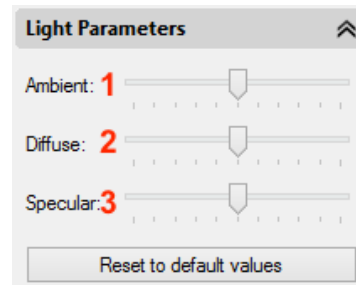 Light Parameters
Ambient: 1
Diffuse: 2
Specular:3
Reset to default values